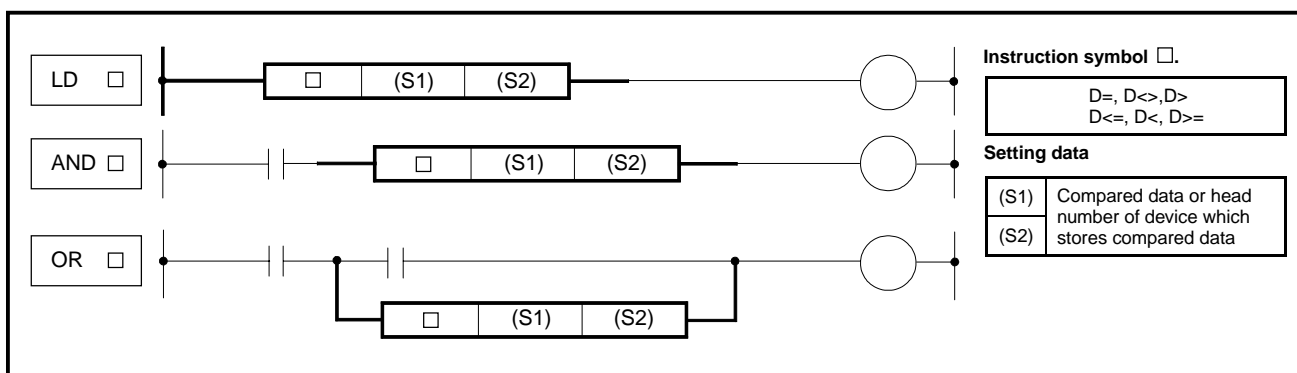 LD □ □ (S1) (S2)
AND □ □ (S1) (S2)
OR □
□ (S1) (S2)
Instruction symbol □.
D=, D<>,D>
D<=, D<, D>=
Setting data
(S1) Compared data or head
number of device which
(S2) stores compared data